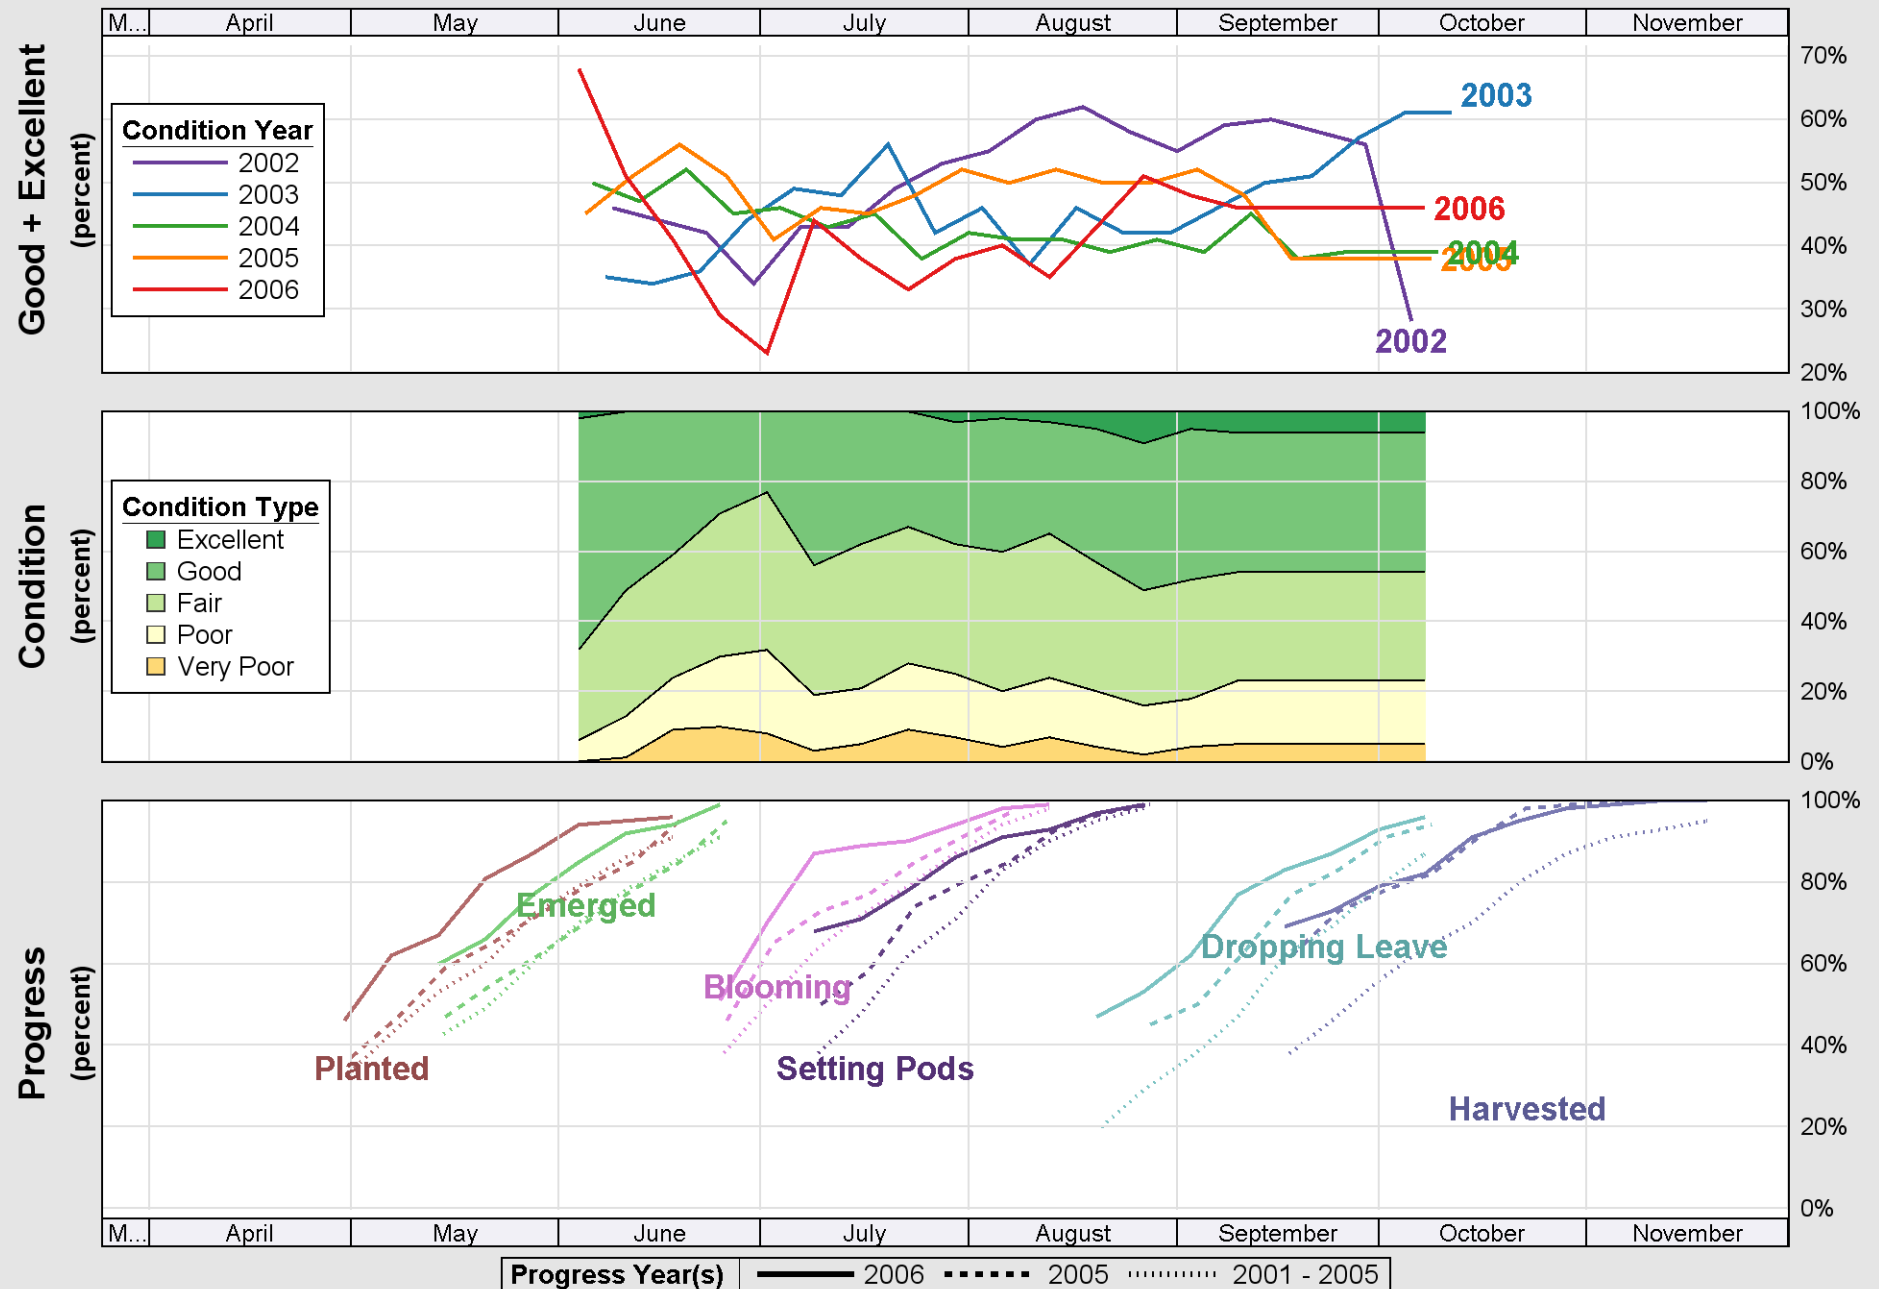 M... April May June July August September October November
Good + Excellent
(percent)
70%
60%
50%
40%
30%
20%
Condition Year
2002
2003
2004
2005
2006
2003
2006
2005
2004
2002
Condition
(percent)
100%
80%
60%
40%
20%
0%
Condition Type
Excellent
Good
Fair
Poor
Very Poor
Progress
(percent)
100%
80%
60%
40%
20%
0%
Emerged
Dropping Leave
Blooming
Planted
Setting Pods
Harvested
M... April May June July August September October November
Progress Year(s) 2006 2005 2001 - 2005